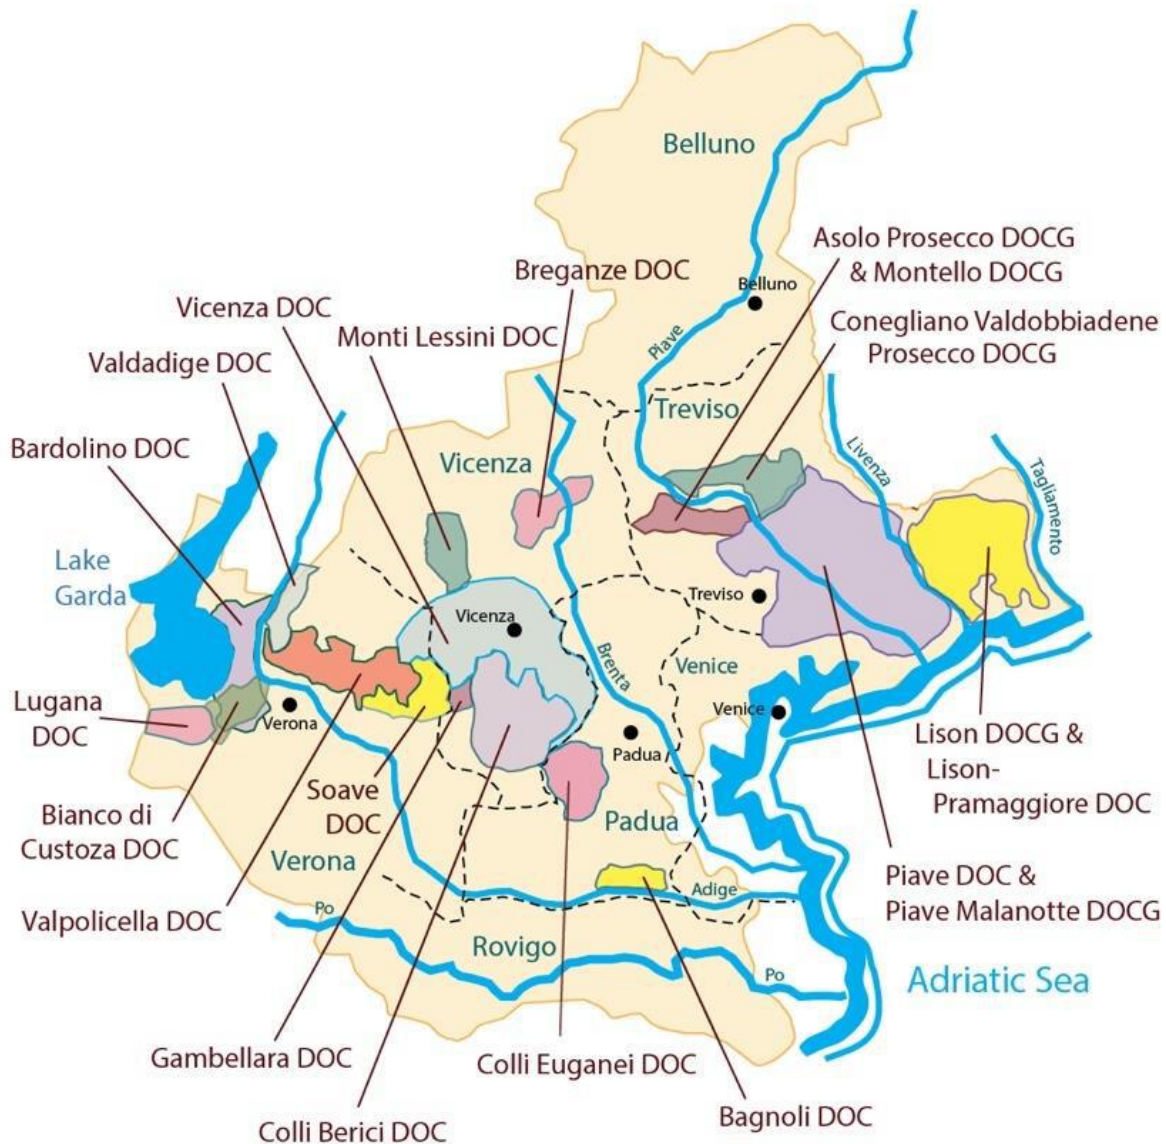 Belluno
Asolo Prosecco DOCG
& Montello DOCG
Breganze DOC
Belluno
Vicenza DOC
Conegliano Valdobbiadene
Prosecco DOCG
Monti Lessini DOC
Piave
Valdadige DOC
Treviso
Bardolino DOC
Vicenza
Livenza
Tagliamento
Lake
Garda
Treviso
Vicenza
Brenta
Venice
Lugana
DOC
Verona
Venice
Padua
Lison DOCG &
Lison-
Pramaggiore DOC
Soave
DOC
Bianco di
Custoza DOC
Padua
Verona
Piave DOC &
Piave Malanotte DOCG
Adige
Valpolicella DOC
Po
Rovigo
Po
Adriatic Sea
Gambellara DOC
Colli Euganei DOC
Bagnoli DOC
Colli Berici DOC